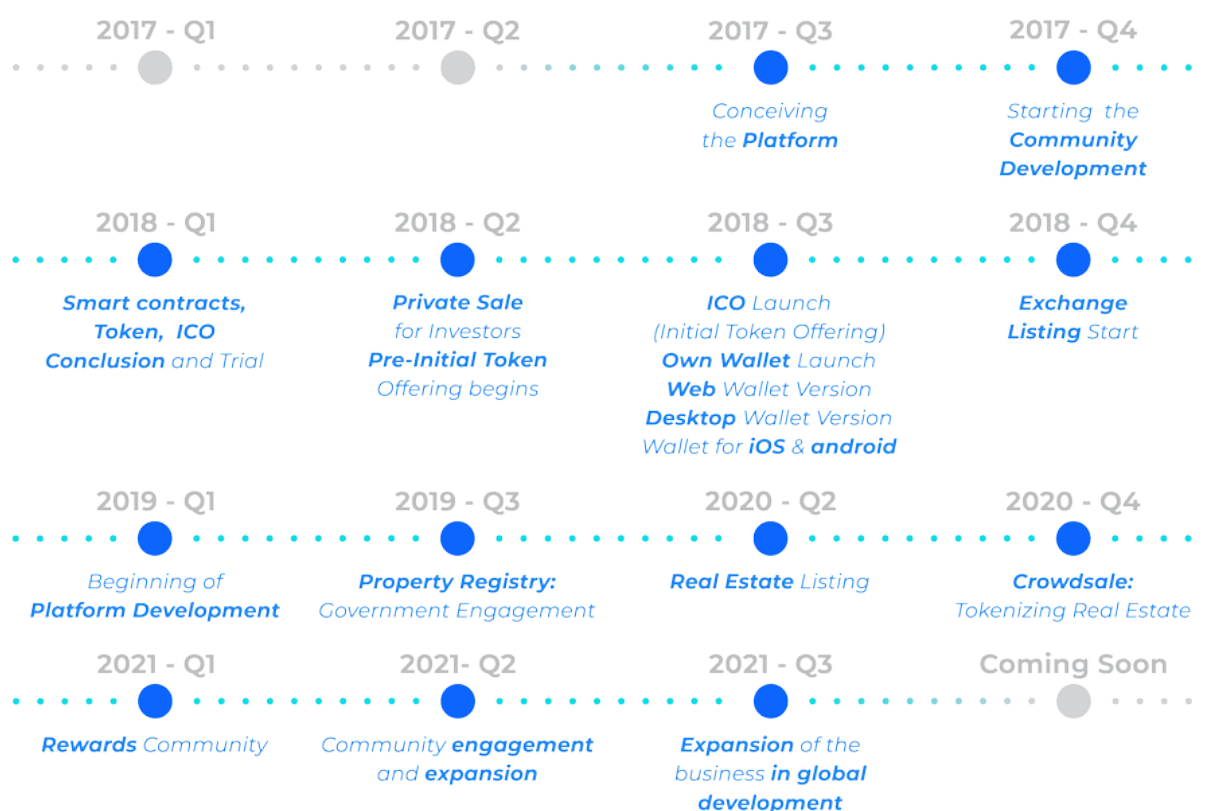 2017 - Q1
2017 - Q2
2017 - Q3
2017 - Q4
Conceiving
the Platform
Starting the
Community
Development
2018 - Q1
2018 - Q2
2018 - Q3
2018 - Q4
Smart contracts,
Token, ICO
Conclusion and Trial
Private Sale
for Investors
Pre-Initial Token
Offering begins
ICO Launch
(Initial Token Offering)
Own Wallet Launch
Web Wallet Version
Desktop Wallet Version
Wallet for iOS & android
Exchange
Listing Start
2019 - Q1
2019 - Q3
2020 - Q2
2020 - Q4
Beginning of
Platform Development
Property Registry:
Government Engagement
Real Estate Listing
Crowdsale:
Tokenizing Real Estate
2021 - Q1
2021- Q2
2021 - Q3
Coming Soon
Rewards Community
Community engagement
and expansion
Expansion of the
business in global
development